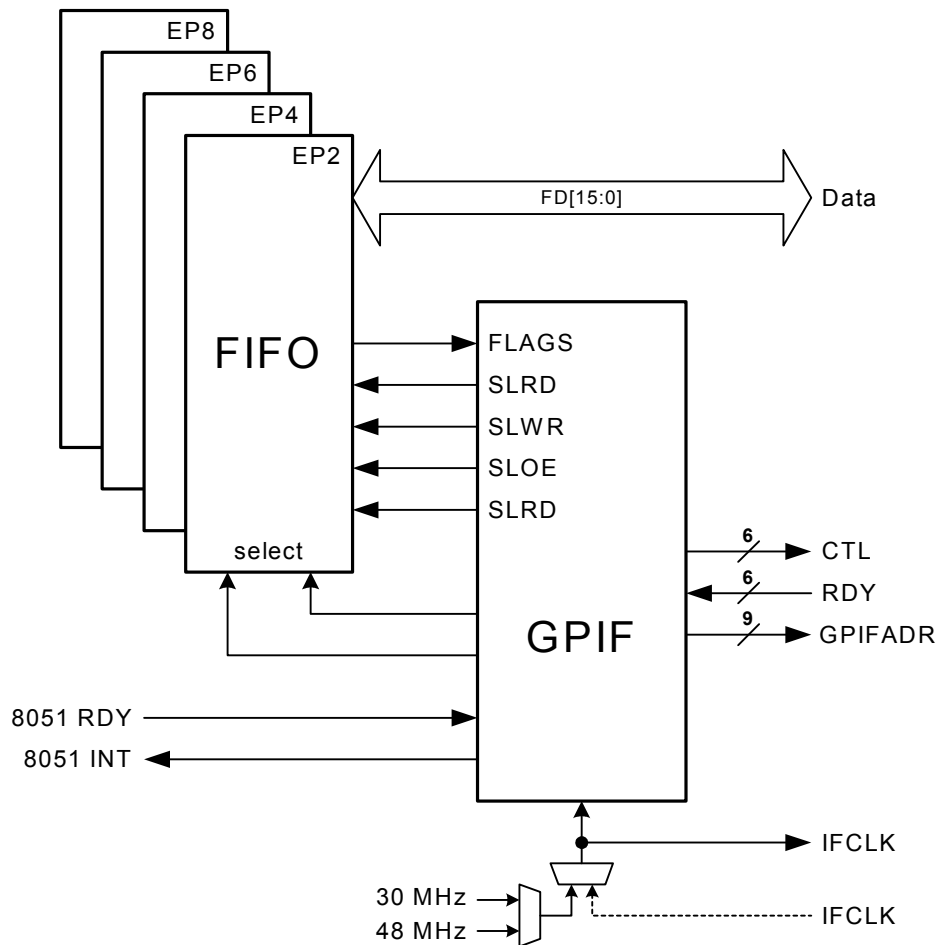 EP8
EP6
EP4
EP2
FD[15:0]
Data
FIFO
FLAGS
SLRD
SLWR
SLOE
SLRD
select
6
CTL
6
RDY
9
GPIFADR
GPIF
8051 RDY
8051 INT
IFCLK
30 MHz
48 MHz
IFCLK